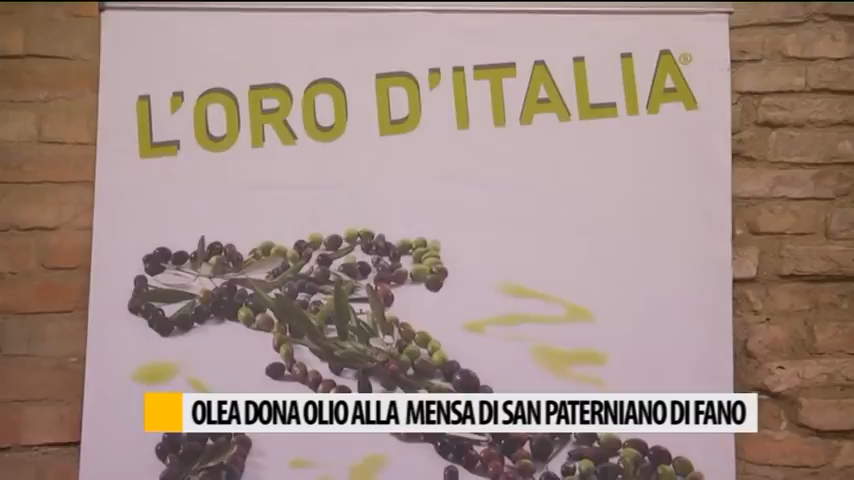 L'ORO D'ITALIA®
OLEA DONA OLIO ALLA MENSA DI SAN PATERNIANO DI FANO